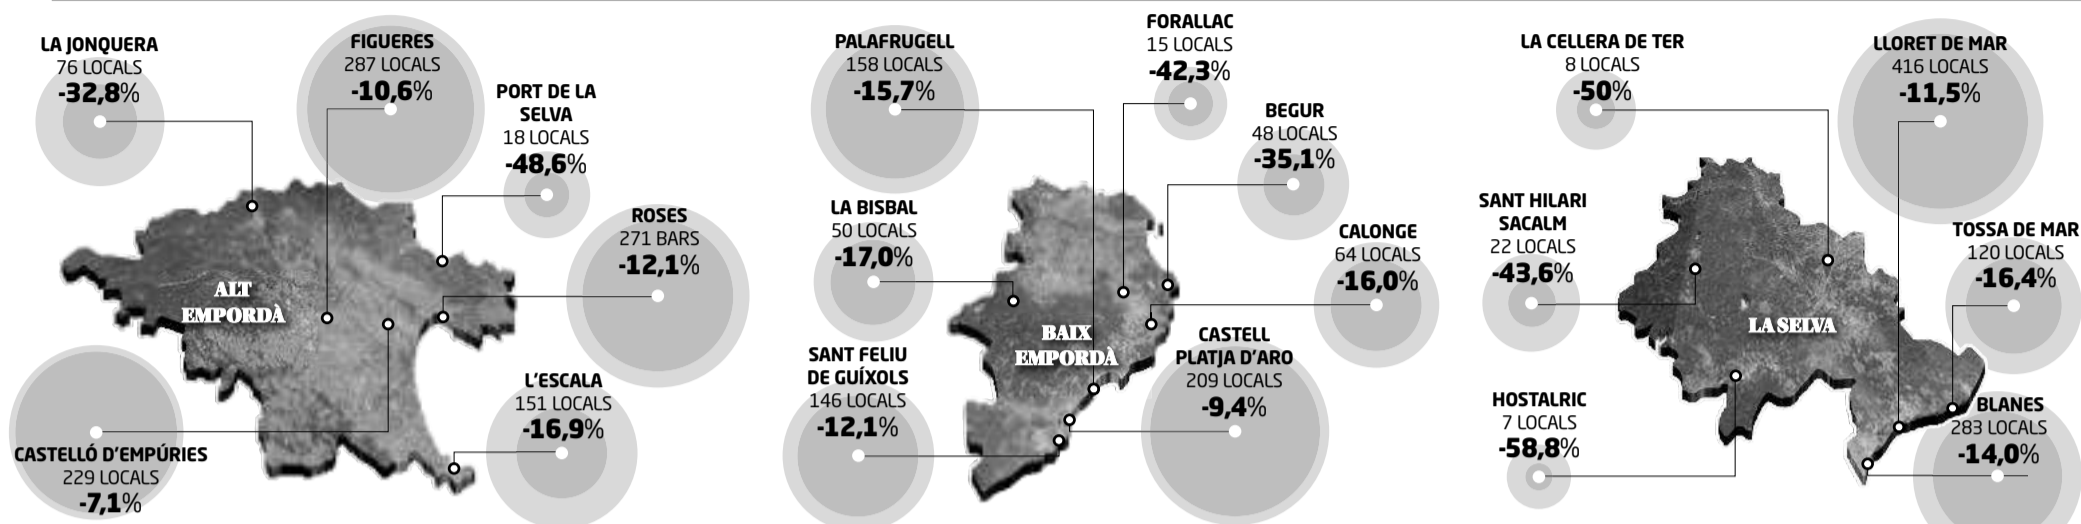 LA JONQUERA
76 LOCALS
-32,8%
FIGUERES
287 LOCALS
-10,6%
PORT DE LA
SELVA
18 LOCALS
-48,6%
ROSES
271 BARS
-12,1%
ALT
EMPORDÀ
CASTELLÓ D'EMPÚRIES
229 LOCALS
-7,1%
L'ESCALA
151 LOCALS
-16,9%
PALAFRUGELL
158 LOCALS
-15,7%
FORALLAC
15 LOCALS
-42,3%
BEGUR
48 LOCALS
-35,1%
LA BISBAL
50 LOCALS
-17,0%
CALONGE
64 LOCALS
-16,0%
BAIX
EMPORDÀ
SANT FELIU
DE GUÍXOLS
146 LOCALS
-12,1%
CASTELL
PLATJA D'ARO
209 LOCALS
-9,4%
LA CELLERA DE TER
8 LOCALS
-50%
LLORET DE MAR
416 LOCALS
-11,5%
SANT HILARI
SACALM
22 LOCALS
-43,6%
TOSSA DE MAR
120 LOCALS
-16,4%
LA SELVA
HOSTALRIC
7 LOCALS
-58,8%
BLANES
283 LOCALS
-14,0%